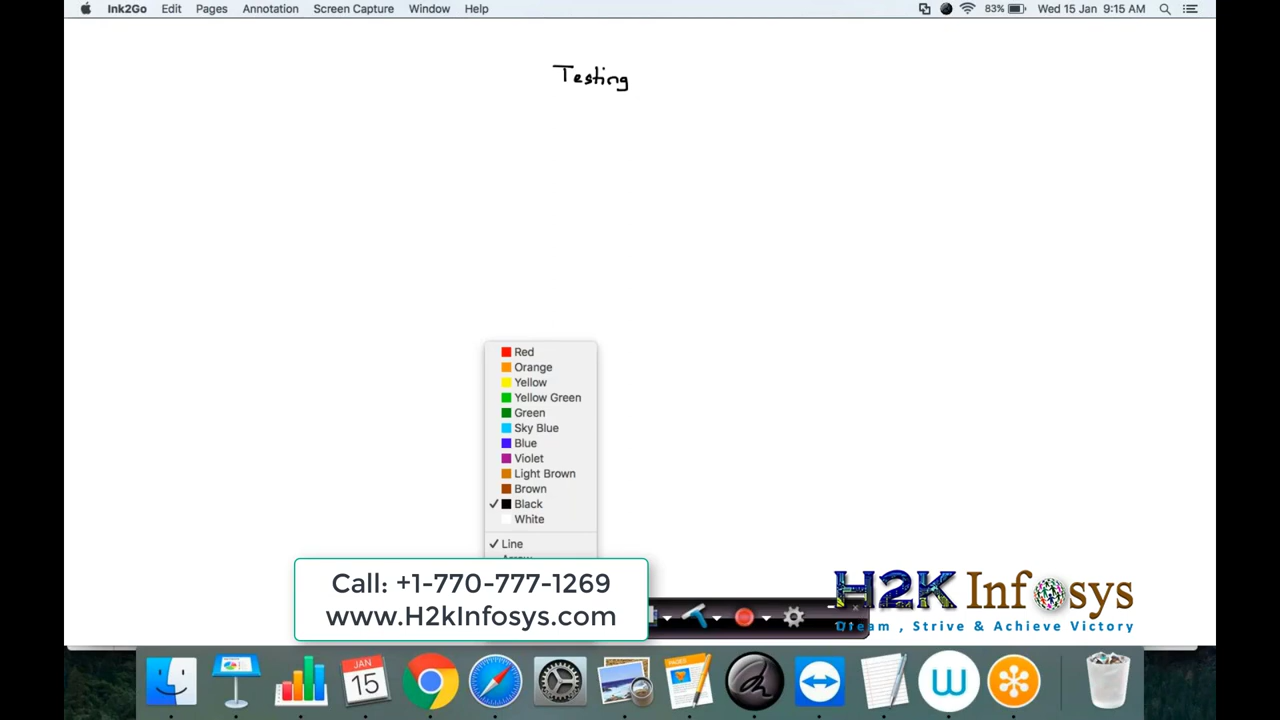 Ink2Go Edit Pages Annotation Screen Capture Window Help 83% Wed 15 Jan 9:15 AM
Testing
Red
Orange
Yellow
Yellow Green
Green
Sky Blue
Blue
Violet
Light Brown
Brown
Black
White
Line
Call: +1-770-777-1269
www.H2kInfosys.com
H2K Infosys
Dream , Strive & Achieve Victory
JAN
15
PAGES